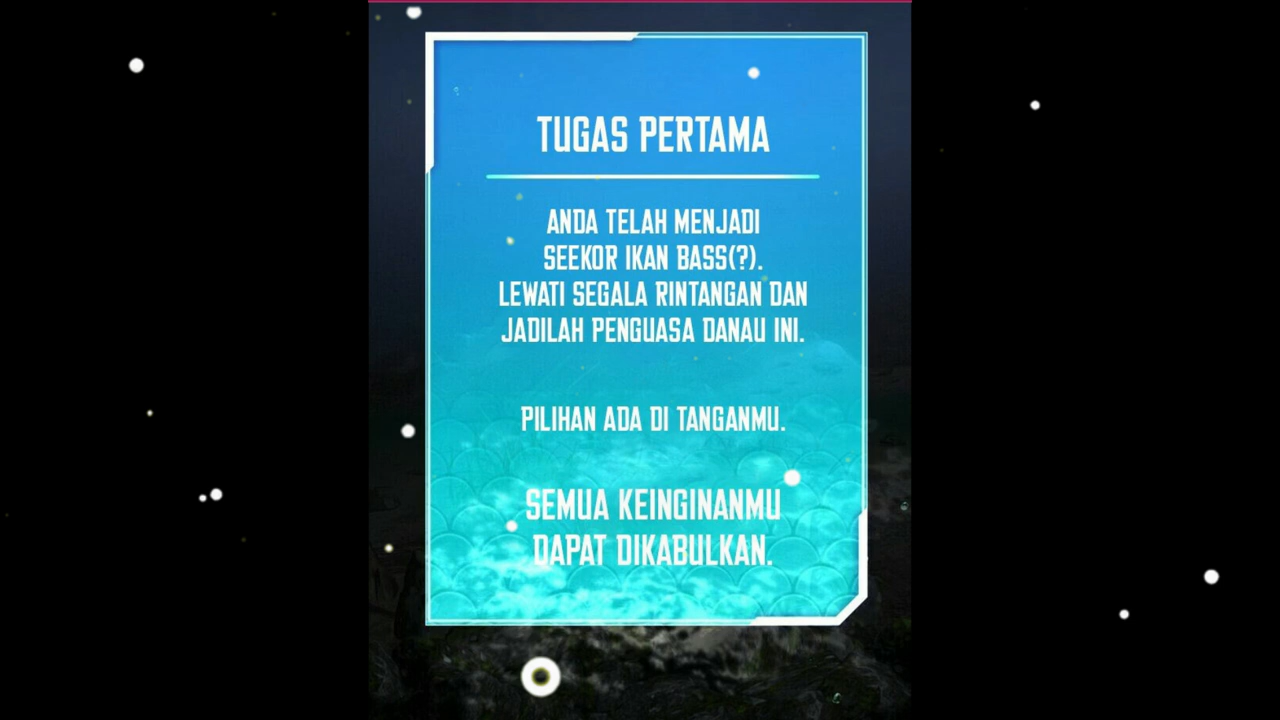 TUGAS PERTAMA
ANDA TELAH MENJADI
SEEKOR IKAN BASS(?).
LEWATI SEGALA RINTANGAN DAN
JADILAH PENGUASA DANAU INI.
PILIHAN ADA DI TANGANMU.
SEMUA KEINGINANMU
DAPAT DIKABULKAN.